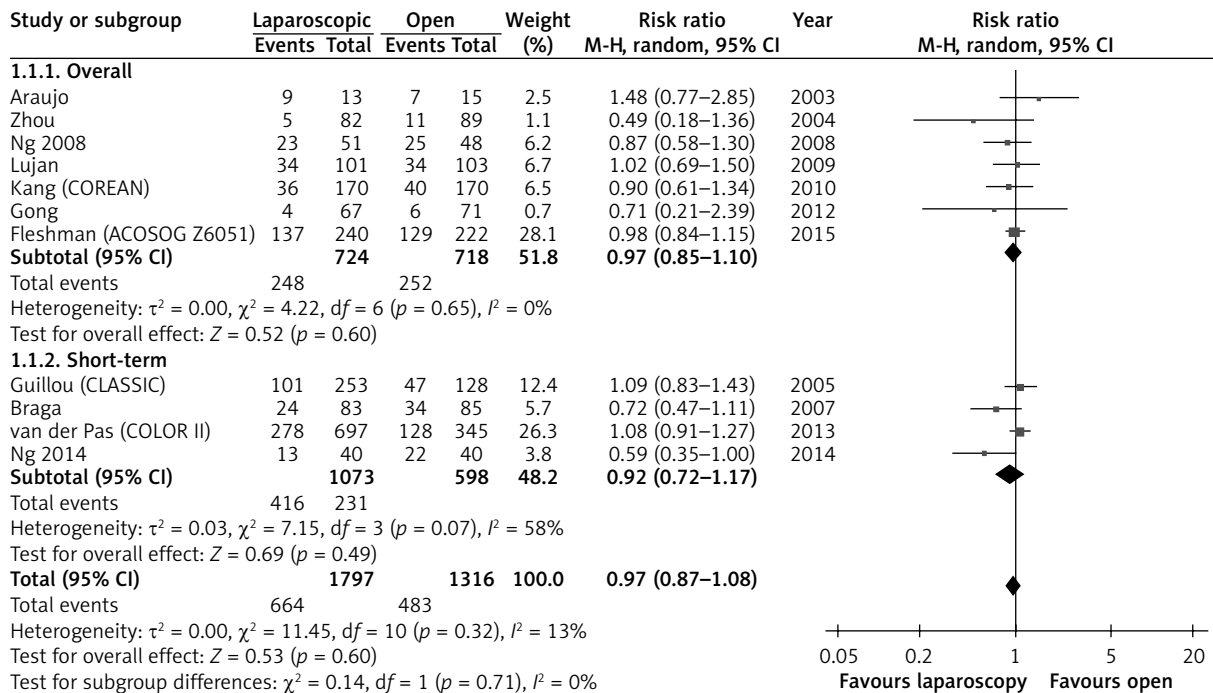 Study or subgroup Laparoscopic Open Weight Risk ratio Year Risk ratio
Events Total Events Total (%) M-H, random, 95% CI M-H, random, 95% CI
1.1.1. Overall
Araujo 9 13 7 15 2.5 1.48 (0.77–2.85) 2003
Zhou 5 82 11 89 1.1 0.49 (0.18–1.36) 2004
Ng 2008 23 51 25 48 6.2 0.87 (0.58–1.30) 2008
Lujan 34 101 34 103 6.7 1.02 (0.69–1.50) 2009
Kang (COREAN) 36 170 40 170 6.5 0.90 (0.61–1.34) 2010
Gong 4 67 6 71 0.7 0.71 (0.21–2.39) 2012
Fleshman (ACOSOG Z6051) 137 240 129 222 28.1 0.98 (0.84–1.15) 2015
Subtotal (95% CI) 724 718 51.8 0.97 (0.85–1.10)
Total events 248 252
Heterogeneity: τ² = 0.00, χ² = 4.22, df = 6 (p = 0.65), I² = 0%
Test for overall effect: Z = 0.52 (p = 0.60)
1.1.2. Short-term
Guillou (CLASSIC) 101 253 47 128 12.4 1.09 (0.83–1.43) 2005
Braga 24 83 34 85 5.7 0.72 (0.47–1.11) 2007
van der Pas (COLOR II) 278 697 128 345 26.3 1.08 (0.91–1.27) 2013
Ng 2014 13 40 22 40 3.8 0.59 (0.35–1.00) 2014
Subtotal (95% CI) 1073 598 48.2 0.92 (0.72–1.17)
Total events 416 231
Heterogeneity: τ² = 0.03, χ² = 7.15, df = 3 (p = 0.07), I² = 58%
Test for overall effect: Z = 0.69 (p = 0.49)
Total (95% CI) 1797 1316 100.0 0.97 (0.87–1.08)
Total events 664 483
Heterogeneity: τ² = 0.00, χ² = 11.45, df = 10 (p = 0.32), I² = 13%
Test for overall effect: Z = 0.53 (p = 0.60)
0.05 0.2 1 5 20
Test for subgroup differences: χ² = 0.14, df = 1 (p = 0.71), I² = 0%
Favours laparoscopy Favours open